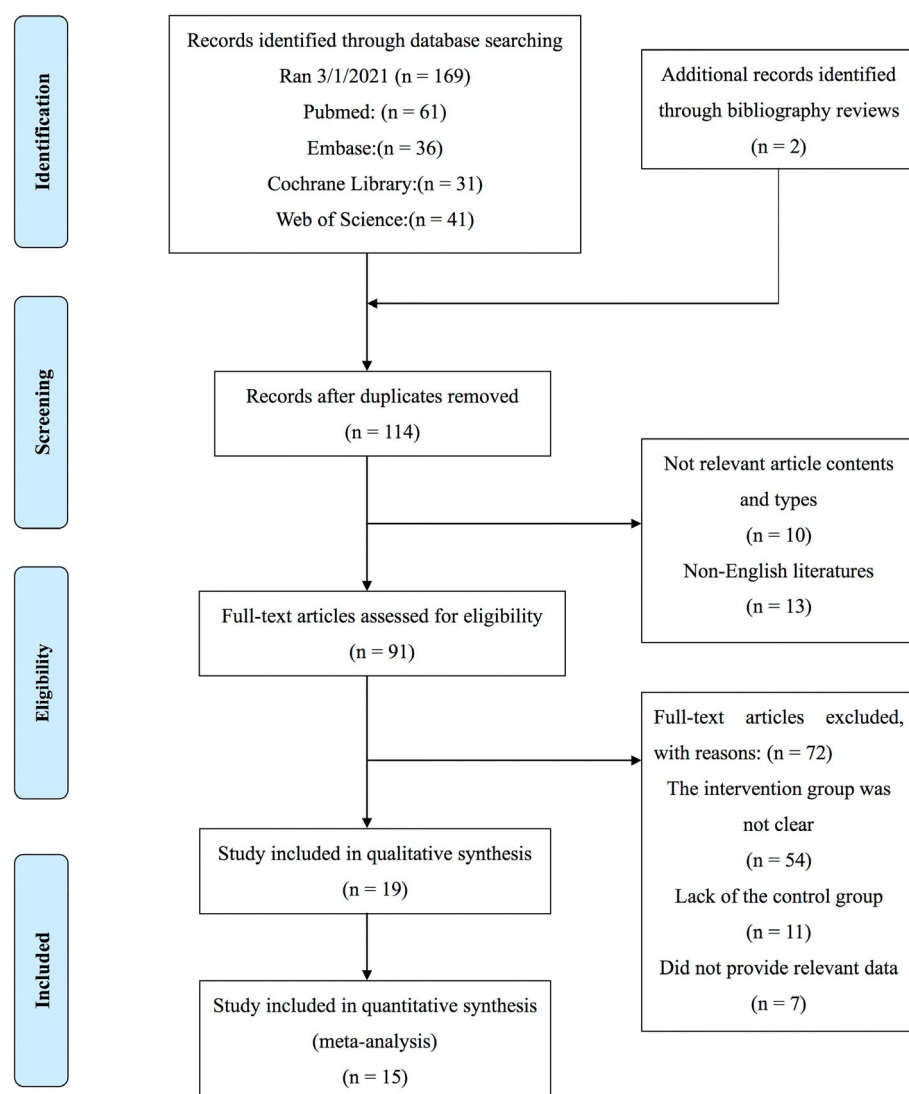 Identification
Records identified through database searching
Ran 3/1/2021 (n = 169)
Pubmed: (n = 61)
Embase:(n = 36)
Cochrane Library:(n = 31)
Web of Science:(n = 41)
Additional records identified
through bibliography reviews
(n = 2)
Screening
Records after duplicates removed
(n = 114)
Not relevant article contents
and types
(n = 10)
Non-English literatures
(n = 13)
Eligibility
Full-text articles assessed for eligibility
(n = 91)
Full-text articles excluded,
with reasons: (n = 72)
The intervention group was
not clear
(n = 54)
Lack of the control group
(n = 11)
Did not provide relevant data
(n = 7)
Included
Study included in qualitative synthesis
(n = 19)
Study included in quantitative synthesis
(meta-analysis)
(n = 15)